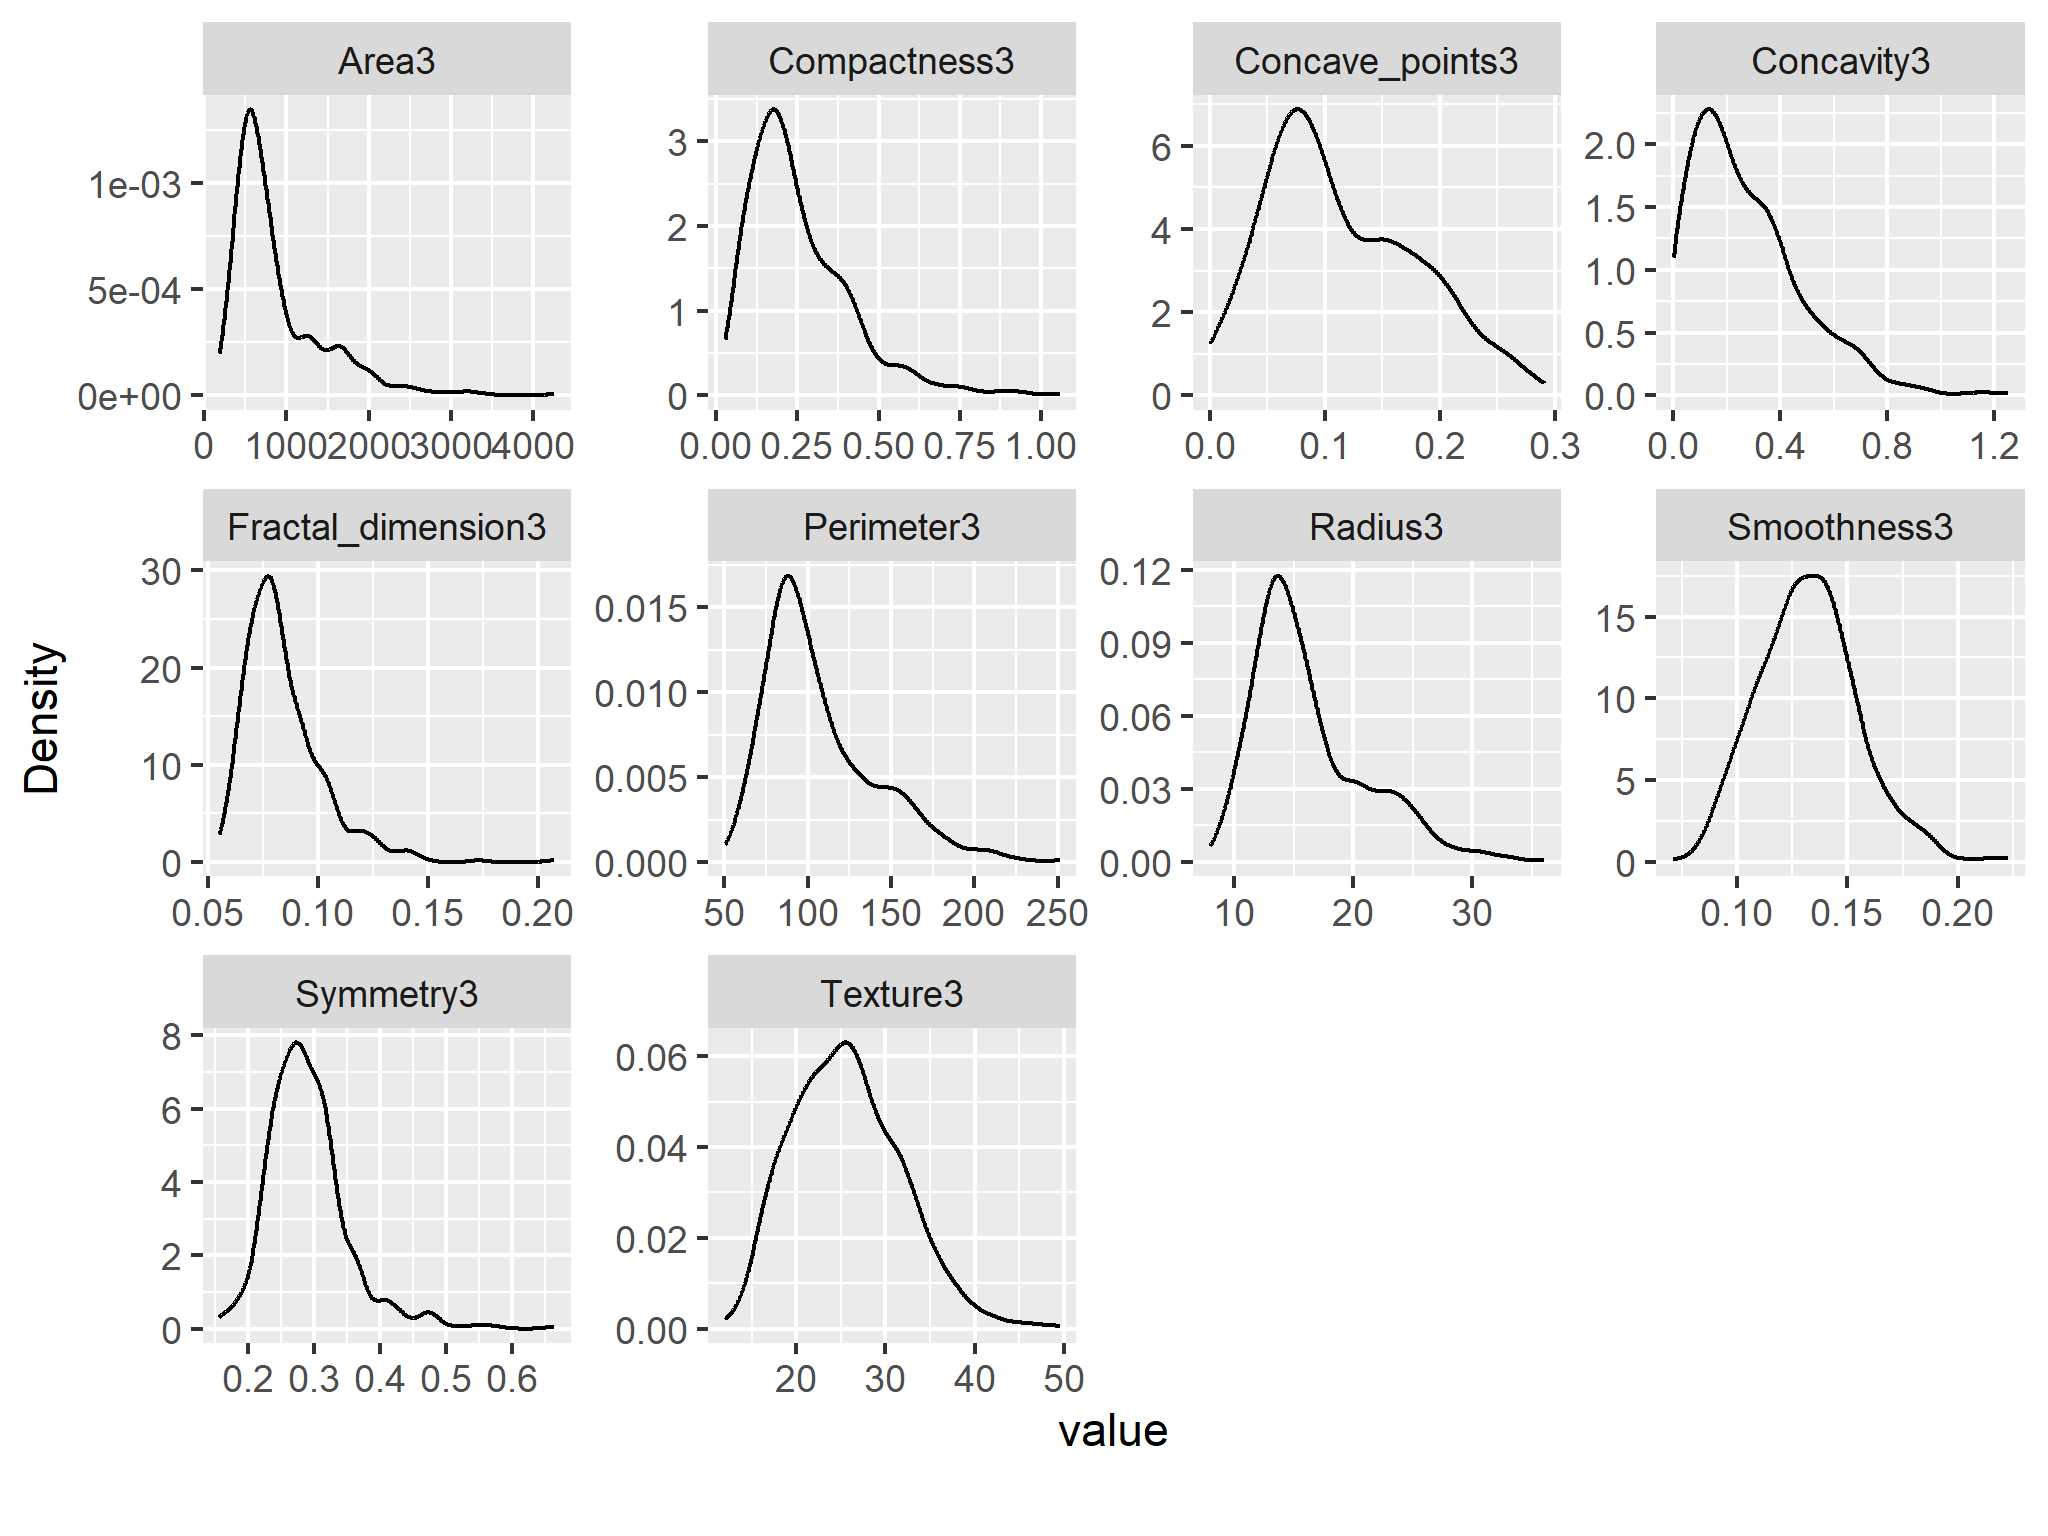 Area3 Compactness3 Concave_points3 Concavity3
1e-03
5e-04
0e+00
0 1000 2000 3000 4000
3
2
1
0
0.00 0.25 0.50 0.75 1.00
6
4
2
0
0.0 0.1 0.2 0.3
2.0
1.5
1.0
0.5
0.0
0.0 0.4 0.8 1.2
Fractal_dimension3 Perimeter3 Radius3 Smoothness3
30
20
10
0
0.05 0.10 0.15 0.20
0.015
0.010
0.005
0.000
50 100 150 200 250
0.12
0.09
0.06
0.03
0.00
10 20 30
15
10
5
0
0.10 0.15 0.20
Density
Symmetry3 Texture3
8
6
4
2
0
0.2 0.3 0.4 0.5 0.6
0.06
0.04
0.02
0.00
20 30 40 50
value